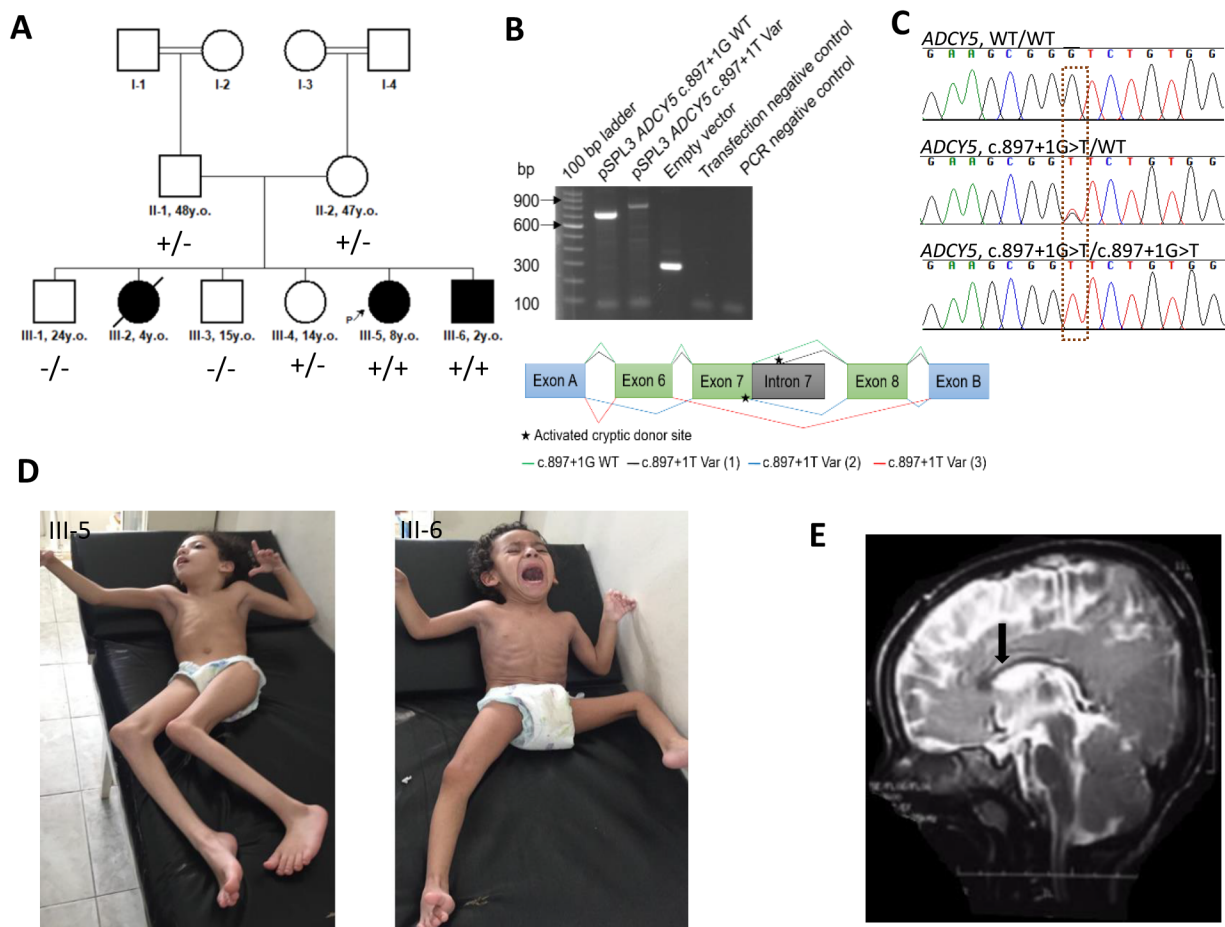 A
I-1
I-2
I-3
I-4
II-1, 48y.o.
II-2, 47y.o.
+/-
+/-
III-1, 24y.o.
III-2, 4y.o.
III-3, 15y.o.
III-4, 14y.o.
P
III-5, 8y.o.
III-6, 2y.o.
-/-
-/-
+/-
+/+
+/+
B
bp
100 bp ladder
pSPL3 ADCY5 c.897+1G WT
pSPL3 ADCY5 c.897+1T Var
Empty vector
Transfection negative control
PCR negative control
900
600
300
100
Exon A
Exon 6
Exon 7
Intron 7
Exon 8
Exon B
★ Activated cryptic donor site
c.897+1G WT
c.897+1T Var (1)
c.897+1T Var (2)
c.897+1T Var (3)
C
ADCY5, WT/WT
G A A G C G G G T C T G T G G
ADCY5, c.897+1G>T/WT
G A A G C G G T T C T G T G G
ADCY5, c.897+1G>T/c.897+1G>T
G A A G C G G T T C T G T G G
D
III-5
III-6
E